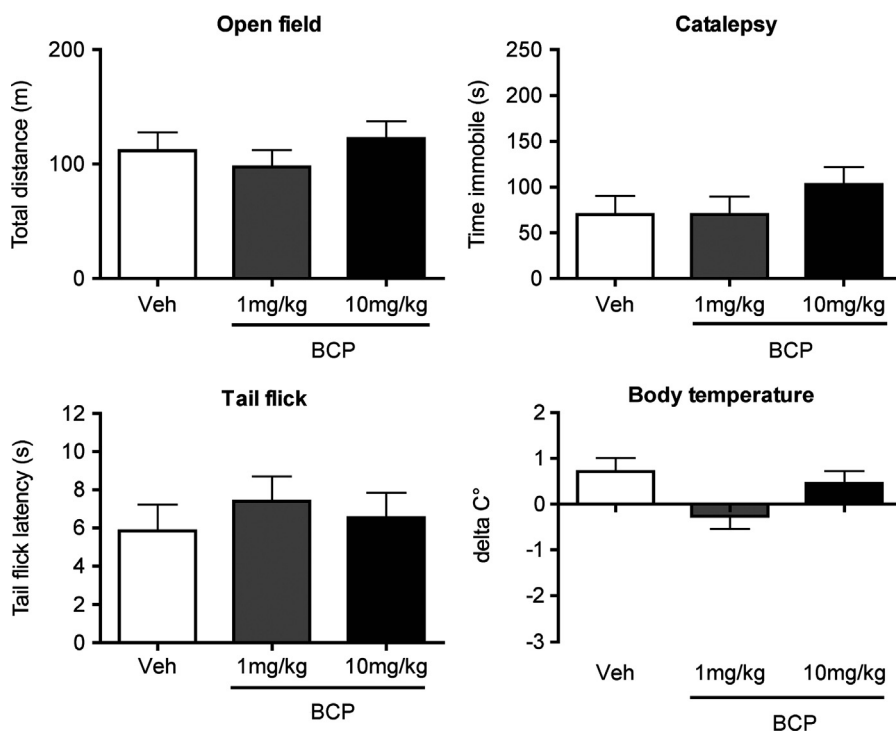 Open field
Total distance (m)
200
100
0
Veh
1mg/kg
10mg/kg
BCP
Catalepsy
Time immobile (s)
250
200
150
100
50
0
Veh
1mg/kg
10mg/kg
BCP
Tail flick
Tail flick latency (s)
12
10
8
6
4
2
0
Veh
1mg/kg
10mg/kg
BCP
Body temperature
delta C°
2
1
0
-1
-2
-3
Veh
1mg/kg
10mg/kg
BCP